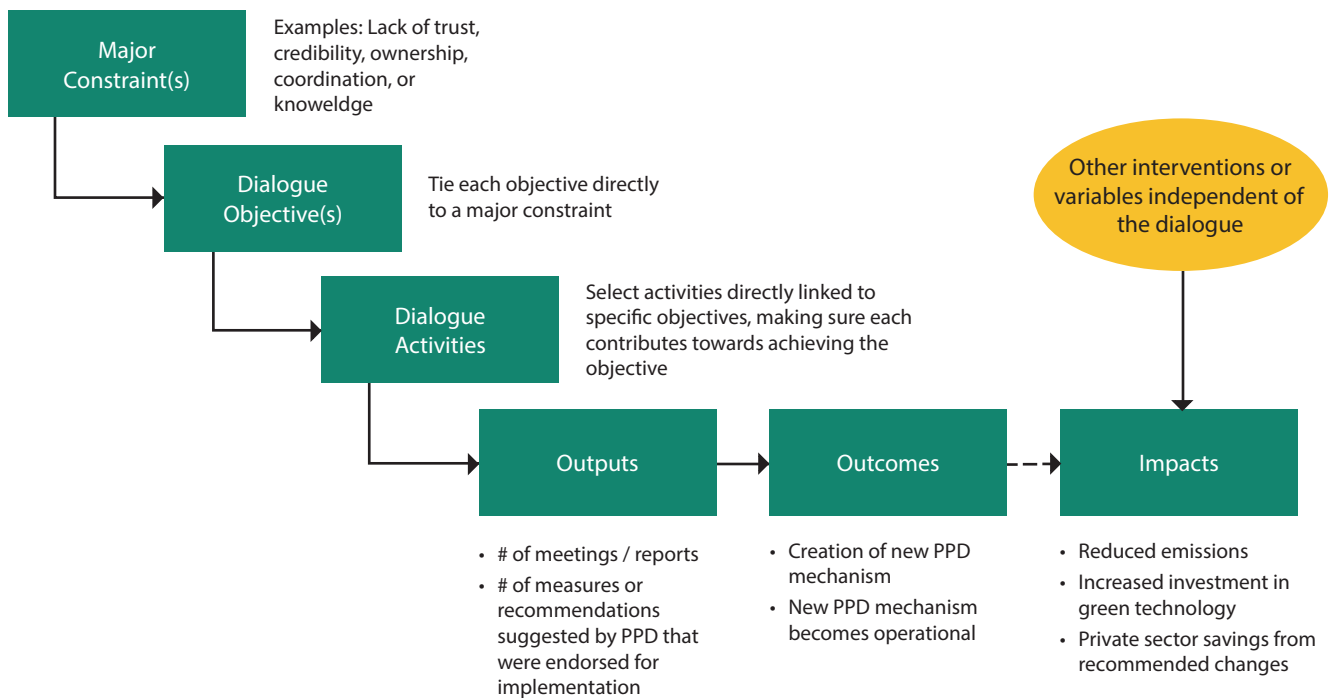 Major
Constraint(s)
Examples: Lack of trust,
credibility, ownership,
coordination, or
knoweldge
Dialogue
Objective(s)
Tie each objective directly
to a major constraint
Other interventions or
variables independent of
the dialogue
Dialogue
Activities
Select activities directly linked to
specific objectives, making sure each
contributes towards achieving the
objective
Outputs
Outcomes
Impacts
• # of meetings / reports
• # of measures or
recommendations
suggested by PPD that
were endorsed for
implementation
• Creation of new PPD
mechanism
• New PPD mechanism
becomes operational
• Reduced emissions
• Increased investment in
green technology
• Private sector savings from
recommended changes